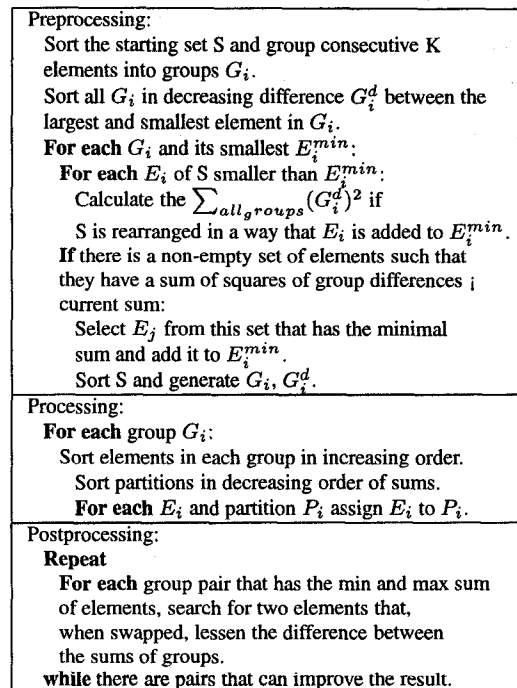 Preprocessing:
Sort the starting set S and group consecutive K
elements into groups G_i.
Sort all G_i in decreasing difference G_i^d between the
largest and smallest element in G_i.
For each G_i and its smallest E_i^{min}:
For each E_i of S smaller than E_i^{min}:
Calculate the \sum_{all_groups}(G_i^d)^2 if
S is rearranged in a way that E_i is added to E_i^{min}.
If there is a non-empty set of elements such that
they have a sum of squares of group differences ¡
current sum:
Select E_j from this set that has the minimal
sum and add it to E_i^{min}.
Sort S and generate G_i, G_i^d.
Processing:
For each group G_i:
Sort elements in each group in increasing order.
Sort partitions in decreasing order of sums.
For each E_i and partition P_i assign E_i to P_i.
Postprocessing:
Repeat
For each group pair that has the min and max sum
of elements, search for two elements that,
when swapped, lessen the difference between
the sums of groups.
while there are pairs that can improve the result.